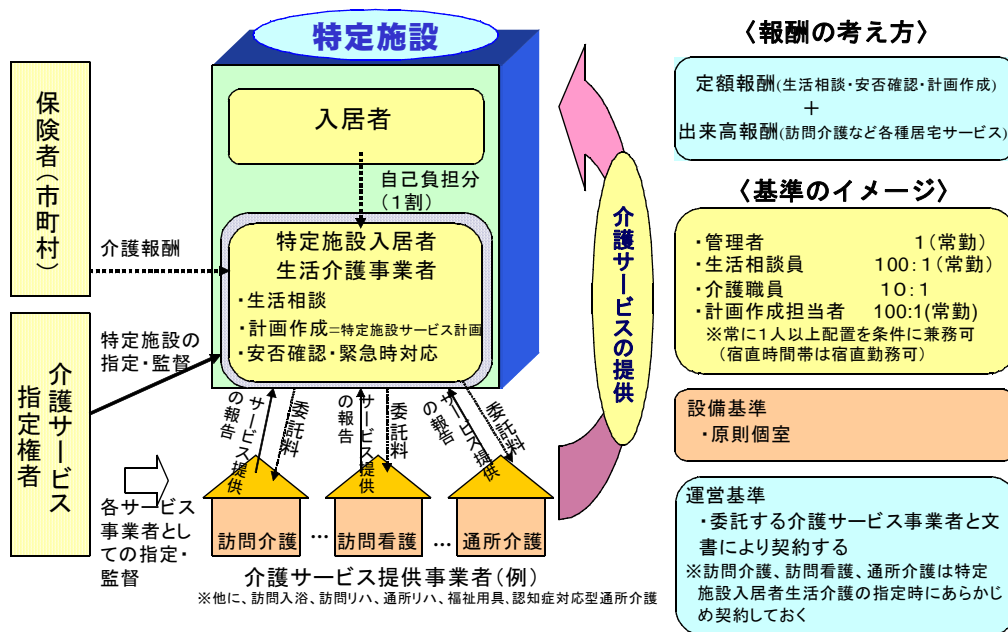 特定施設
保険者(市町村)
介護報酬
入居者
自己負担分
(1割)
特定施設入居者
生活介護事業者
・生活相談
・計画作成=特定施設サービス計画
・安否確認・緊急時対応
介護サービス
指定権者
特定施設の
指定・監督
サービス提供
の報告
委託料
サービス提供
の報告
委託料
サービス提供
の報告
委託料
各サービス
事業者とし
ての指定・
監督
訪問介護
…
訪問看護
…
通所介護
介護サービス提供事業者(例)
※他に、訪問入浴、訪問リハ、通所リハ、福祉用具、認知症対応型通所介護
介護サービスの提供
〈報酬の考え方〉
定額報酬(生活相談・安否確認・計画作成)
+
出来高報酬(訪問介護など各種居宅サービス)
〈基準のイメージ〉
・管理者 1(常勤)
・生活相談員 100:1(常勤)
・介護職員 10:1
・計画作成担当者 100:1(常勤)
※常に1人以上配置を条件に兼務可
(宿直時間帯は宿直勤務可)
設備基準
・原則個室
運営基準
・委託する介護サービス事業者と文
書により契約する
※訪問介護、訪問看護、通所介護は特定
施設入居者生活介護の指定時にあらかじ
め契約しておく